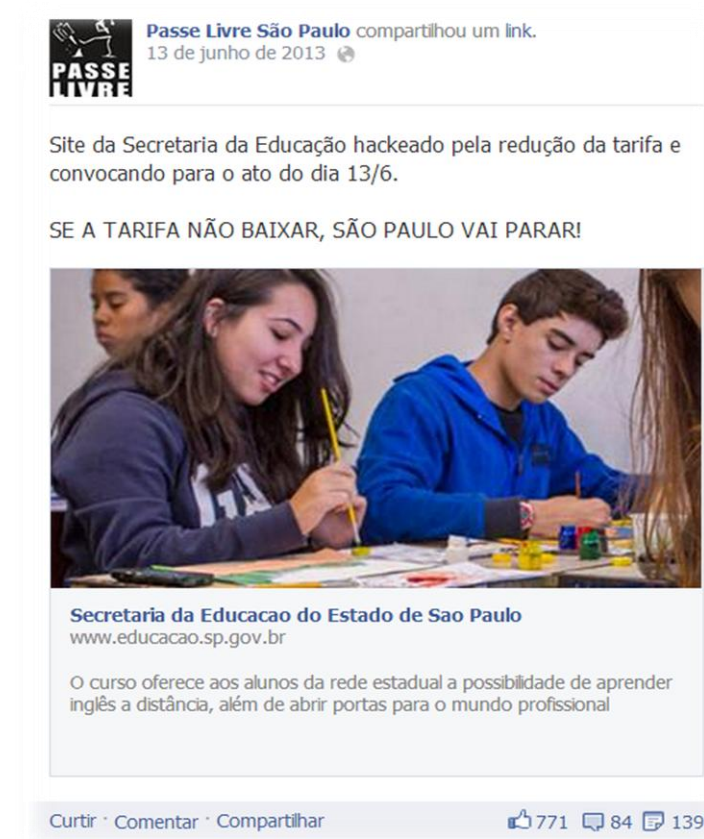 PASSE
LIVRE
Passe Livre São Paulo compartilhou um link.
13 de junho de 2013
Site da Secretaria da Educação hackeado pela redução da tarifa e
convocando para o ato do dia 13/6.
SE A TARIFA NÃO BAIXAR, SÃO PAULO VAI PARAR!
Secretaria da Educacao do Estado de Sao Paulo
www.educacao.sp.gov.br
O curso oferece aos alunos da rede estadual a possibilidade de aprender
inglês a distância, além de abrir portas para o mundo profissional
Curtir · Comentar · Compartilhar 771 84 139